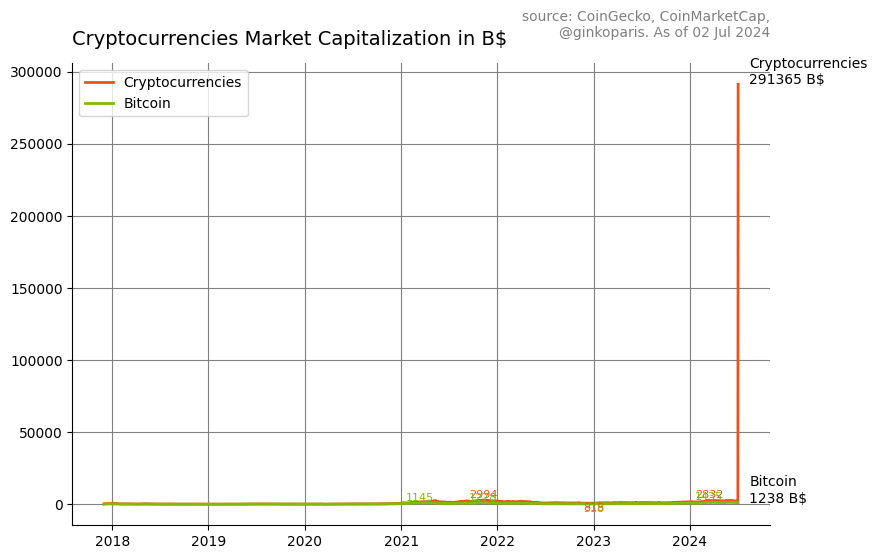 source: CoinGecko, CoinMarketCap,
@ginkoparis. As of 02 Jul 2024
Cryptocurrencies Market Capitalization in B$
Cryptocurrencies
291365 B$
Cryptocurrencies
Bitcoin
300000
250000
200000
150000
100000
50000
0
1145
2994
2832
Bitcoin
1238 B$
2018
2019
2020
2021
2022
2023
2024